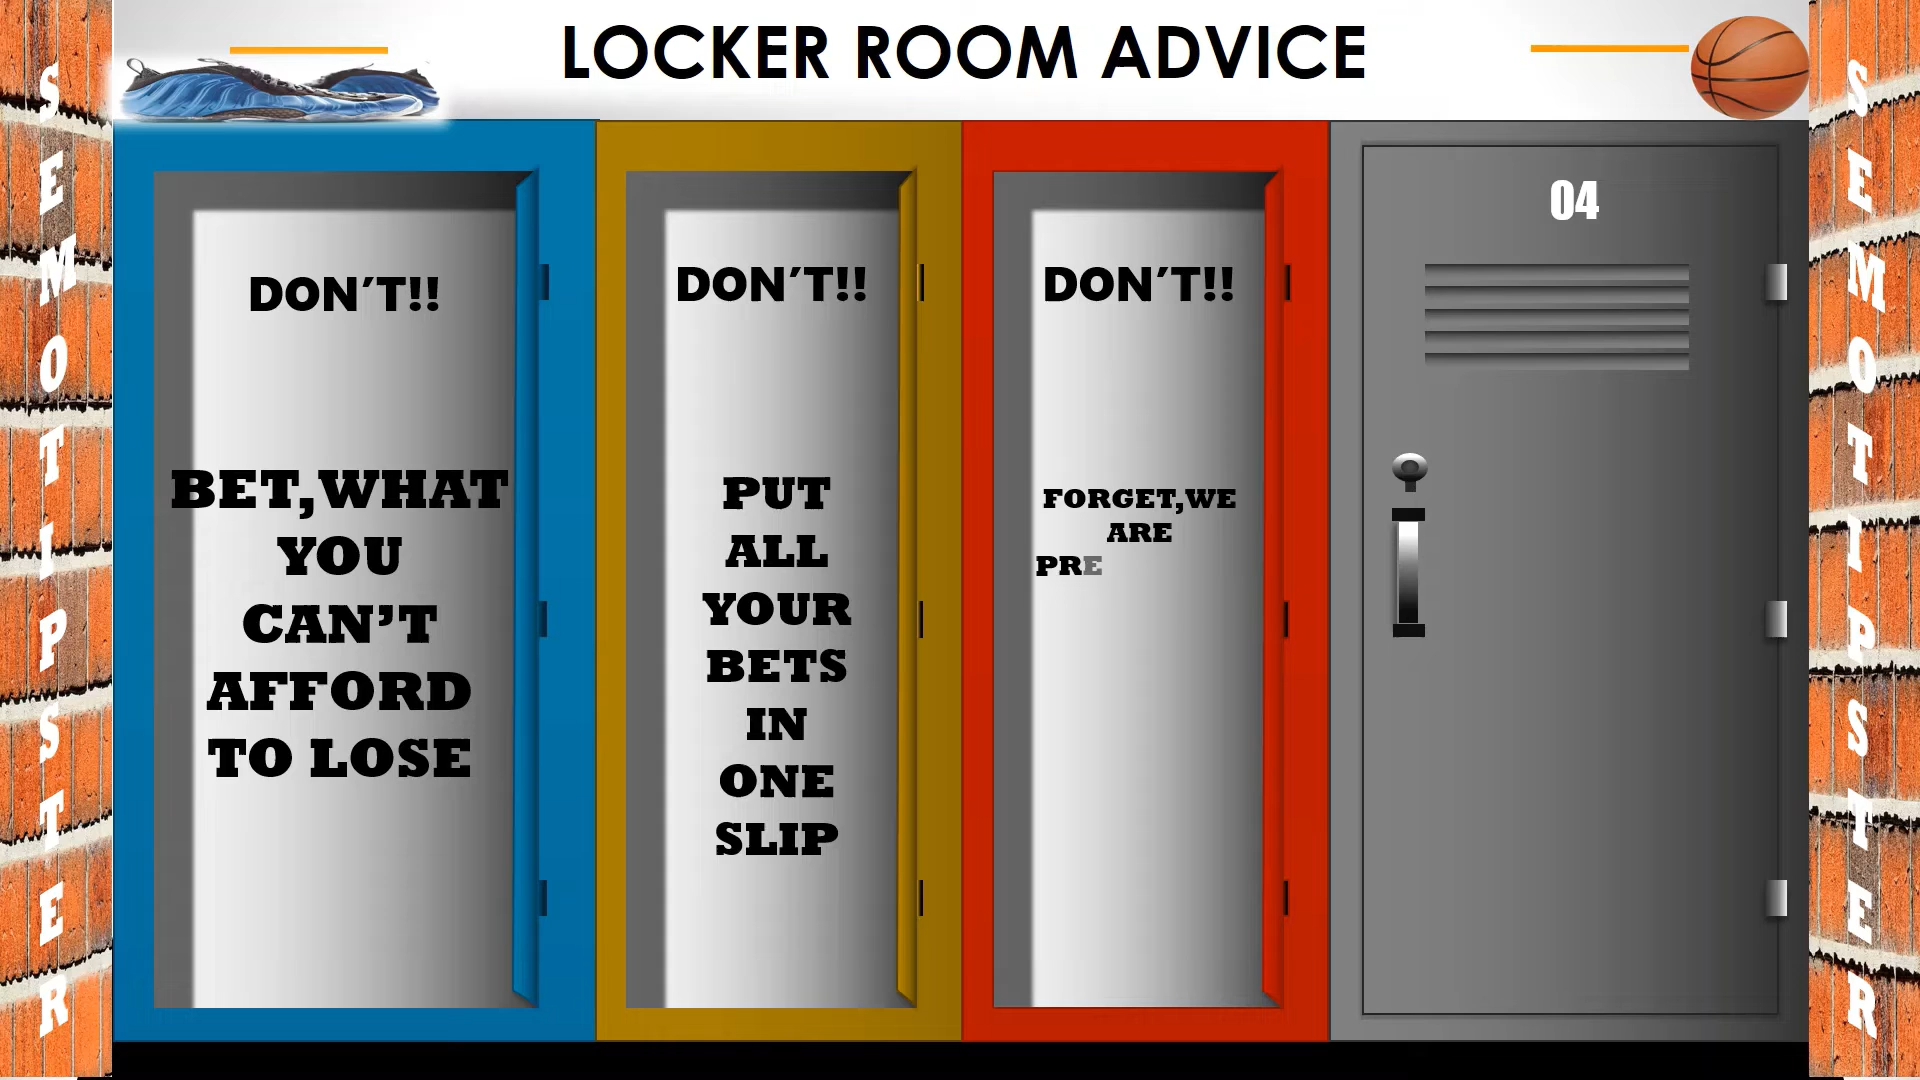 LOCKER ROOM ADVICE
SEMOTIPSTER
DON'T!!
BET,WHAT
YOU
CAN'T
AFFORD
TO LOSE
DON'T!!
PUT
ALL
YOUR
BETS
IN
ONE
SLIP
DON'T!!
FORGET,WE
ARE
PRE
04
SEMOTIPSTER